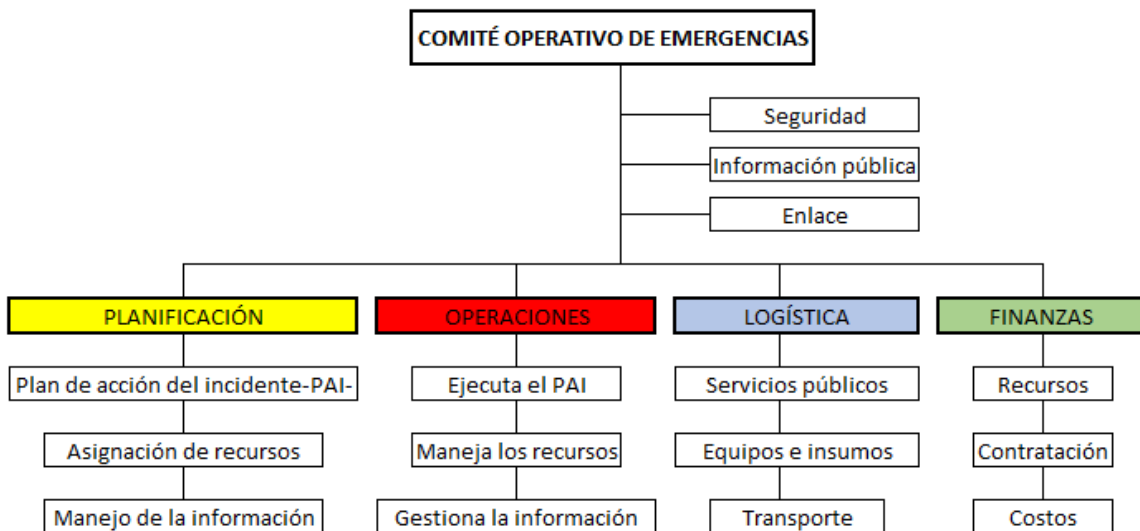 COMITÉ OPERATIVO DE EMERGENCIAS
Seguridad
Información pública
Enlace
PLANIFICACIÓN
OPERACIONES
LOGÍSTICA
FINANZAS
Plan de acción del incidente-PAI-
Ejecuta el PAI
Servicios públicos
Recursos
Asignación de recursos
Maneja los recursos
Equipos e insumos
Contratación
Manejo de la información
Gestiona la información
Transporte
Costos